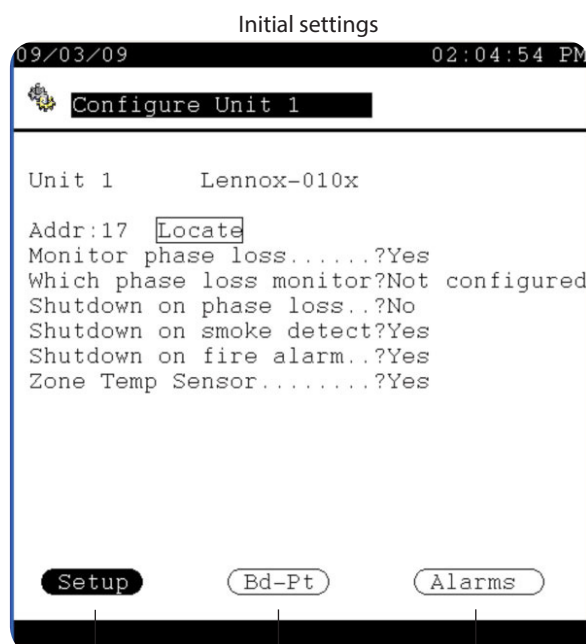 Initial settings
09/03/09 02:04:54 PM
Configure Unit 1
Unit 1 Lennox-010x
Addr:17 Locate
Monitor phase loss......?Yes
Which phase loss monitor?Not configured
Shutdown on phase loss..?No
Shutdown on smoke detect?Yes
Shutdown on fire alarm..?Yes
Zone Temp Sensor........?Yes
Setup Bd-Pt Alarms